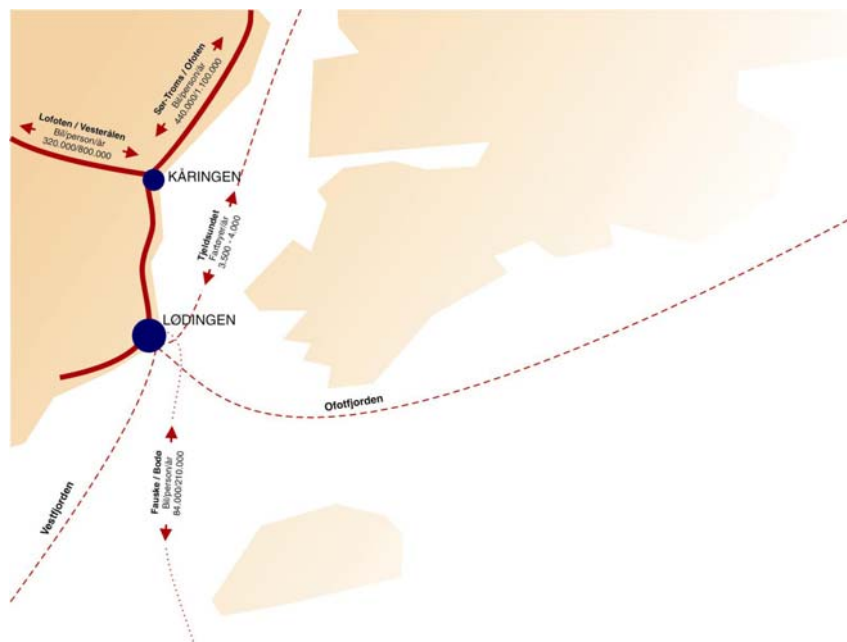 Sør-Troms / Ofoten
Bil/person/år
440.000/1.100.000
Lofoten / Vesterålen
Bil/person/år
320.000/800.000
KÅRINGEN
Tjeldsundet
Fartøyer/år
3.500 - 4.000
LØDINGEN
Ofotfjorden
Fauske / Bodø
Bil/person/år
84.000/210.000
Vestfjorden